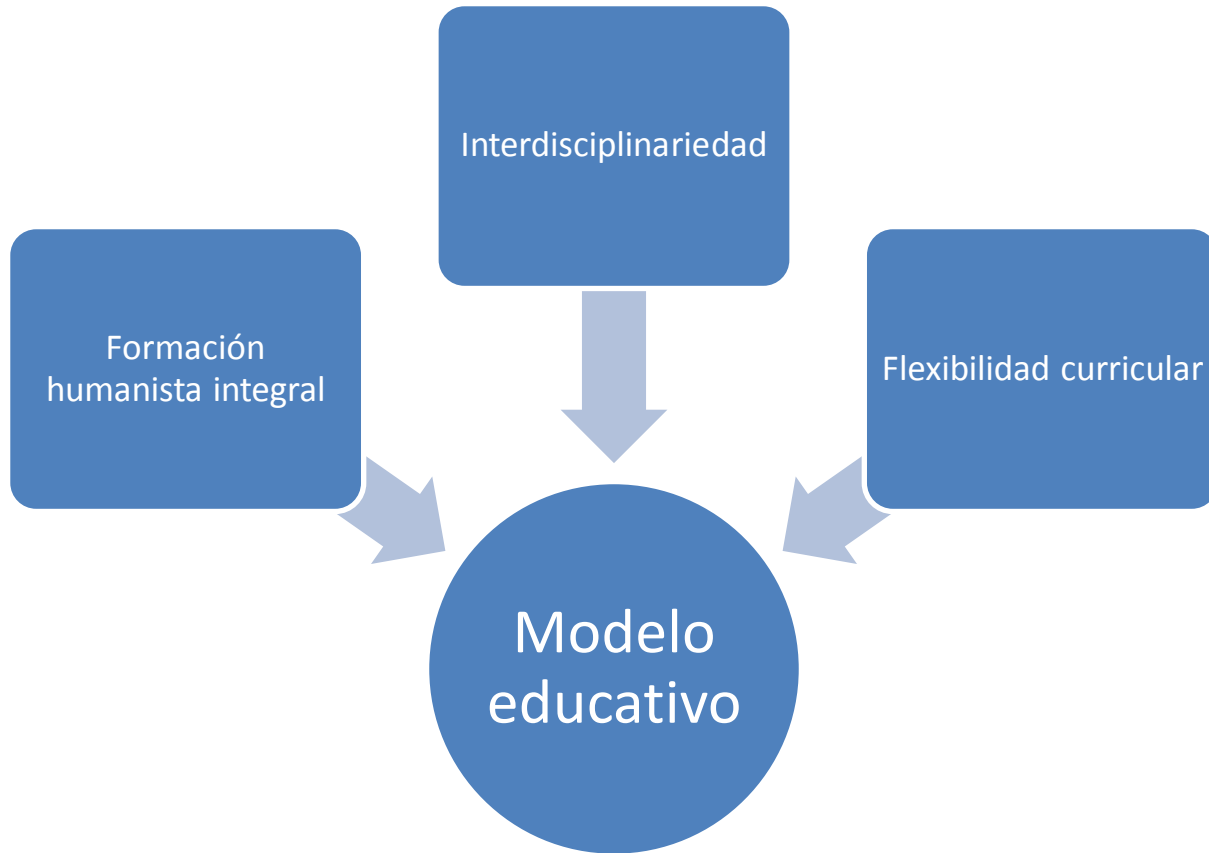 Interdisciplinariedad
Formación
humanista integral
Flexibilidad curricular
Modelo
educativo